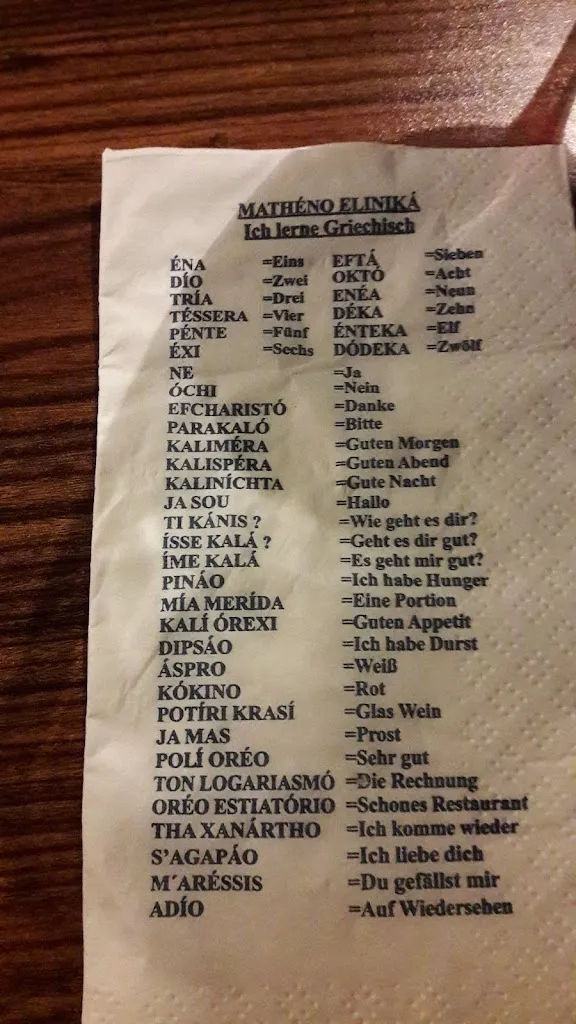 MATHÉNO ELINIKÁ
Ich lerne Griechisch
ÉNA =Eins EFTÁ =Sieben
DÍO =Zwei OKTÓ =Acht
TRÍA =Drei ENÉA =Neun
TÉSSERA =Vier DÉKA =Zehn
PÉNTE =Fünf ÉNTEKA =Elf
ÉXI =Sechs DÓDEKA =Zwölf
NE =Ja
ÓCHI =Nein
EFCHARISTÓ =Danke
PARAKALÓ =Bitte
KALIMÉRA =Guten Morgen
KALISPÉRA =Guten Abend
KALINÍCHTA =Gute Nacht
JA SOU =Hallo
TI KÁNIS ? =Wie geht es dir?
ÍSSE KALÁ ? =Geht es dir gut?
ÍME KALÁ =Es geht mir gut?
PINÁO =Ich habe Hunger
MÍA MERÍDA =Eine Portion
KALÍ ÓREXI =Guten Appetit
DIPSÁO =Ich habe Durst
ÁSPRO =Weiß
KÓKINO =Rot
POTÍRI KRASÍ =Glas Wein
JA MAS =Prost
POLÍ ORÉO =Sehr gut
TON LOGARIASMÓ =Die Rechnung
ORÉO ESTIATÓRIO =Schones Restaurant
THA XANÁRTHO =Ich komme wieder
S'AGAPÁO =Ich liebe dich
M´ARÉSSIS =Du gefällst mir
ADÍO =Auf Wiedersehen